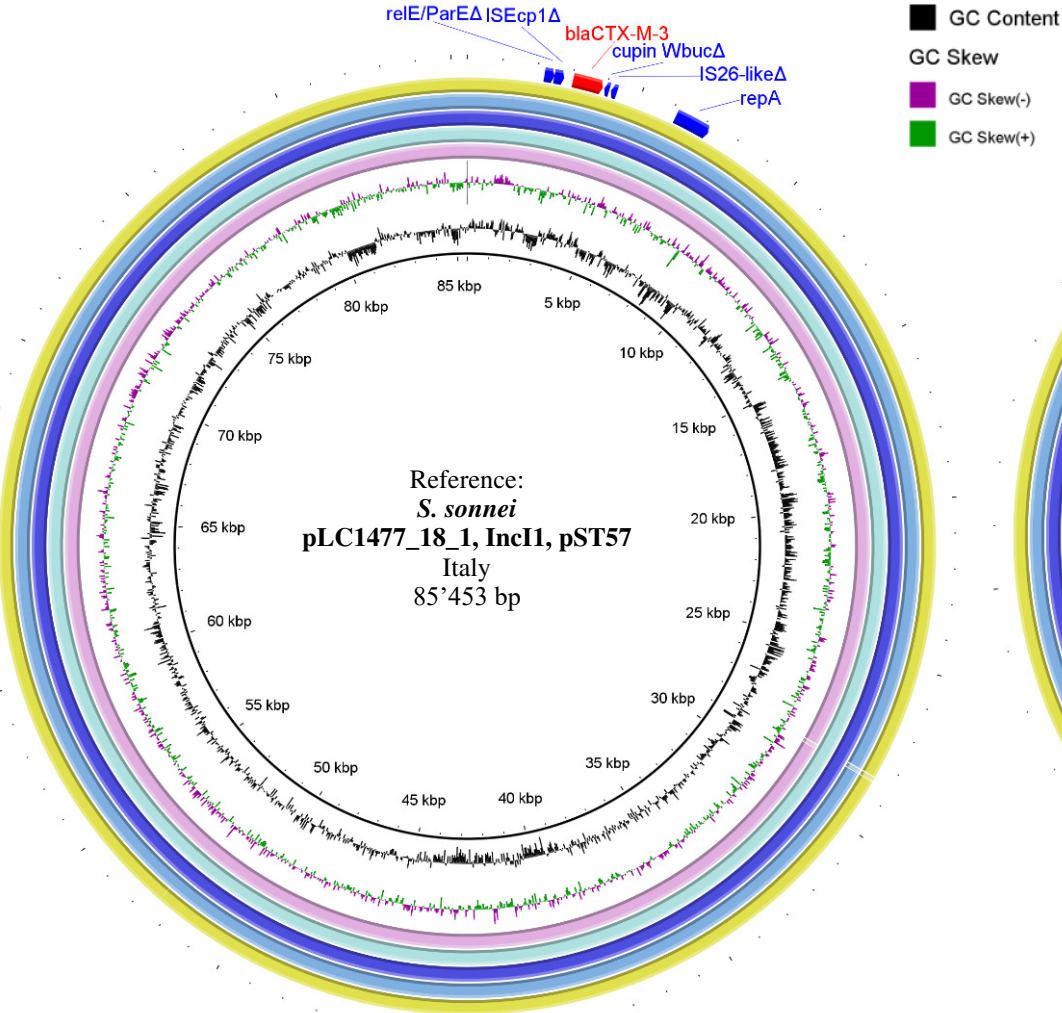 relE/ParEΔ ISEcp1Δ
blaCTX-M-3
cupin WbucΔ
IS26-likeΔ
repA
GC Content
GC Skew
GC Skew(-)
GC Skew(+)
85 kbp
5 kbp
10 kbp
15 kbp
20 kbp
25 kbp
30 kbp
35 kbp
40 kbp
45 kbp
50 kbp
55 kbp
60 kbp
65 kbp
70 kbp
75 kbp
80 kbp
Reference:
S. sonnei
pLC1477_18_1, IncI1, pST57
Italy
85’453 bp